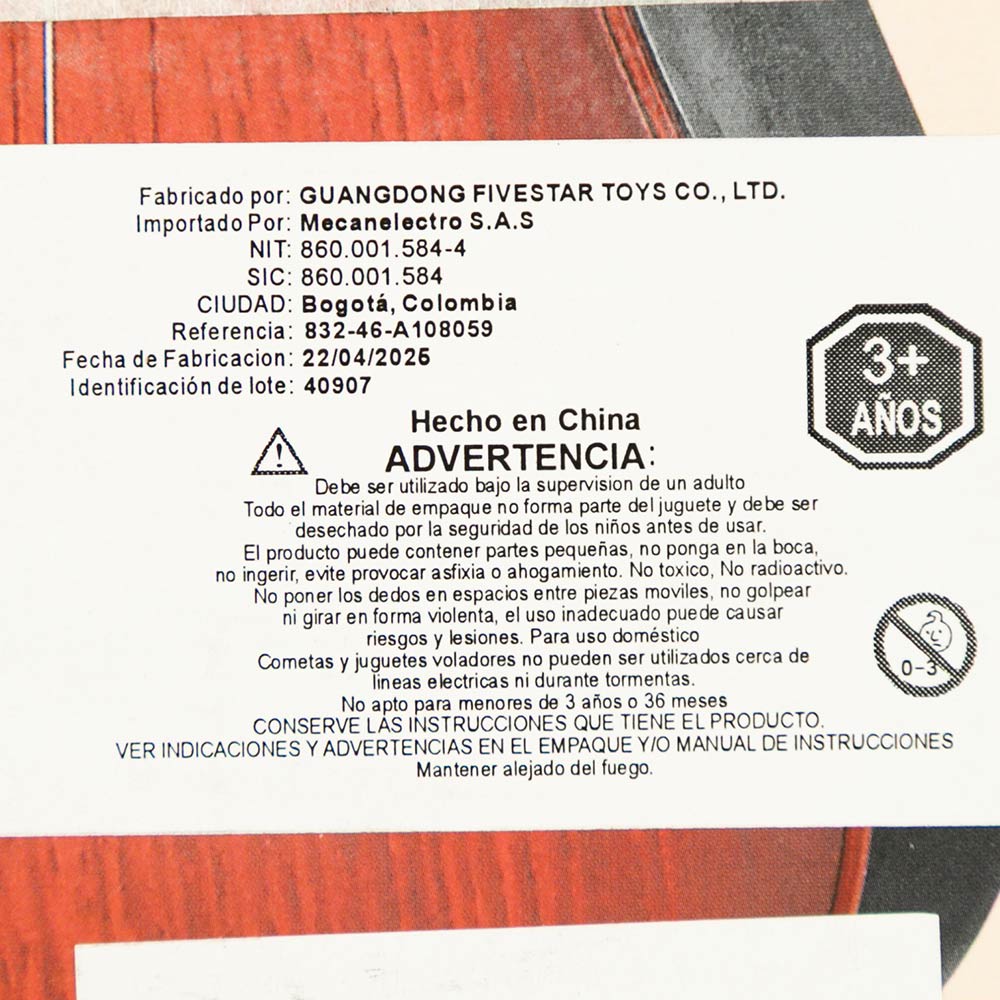 Fabricado por: GUANGDONG FIVESTAR TOYS CO., LTD.
Importado Por: Mecanelectro S.A.S
NIT: 860.001.584-4
SIC: 860.001.584
CIUDAD: Bogotá, Colombia
Referencia: 832-46-A108059
Fecha de Fabricacion: 22/04/2025
Identificación de lote: 40907
3+
AÑOS
Hecho en China
ADVERTENCIA:
Debe ser utilizado bajo la supervision de un adulto
Todo el material de empaque no forma parte del juguete y debe ser
desechado por la seguridad de los niños antes de usar.
El producto puede contener partes pequeñas, no ponga en la boca,
no ingerir, evite provocar asfixia o ahogamiento. No toxico, No radioactivo.
No poner los dedos en espacios entre piezas moviles, no golpear
ni girar en forma violenta, el uso inadecuado puede causar
riesgos y lesiones. Para uso doméstico
Cometas y juguetes voladores no pueden ser utilizados cerca de
lineas electricas ni durante tormentas.
No apto para menores de 3 años o 36 meses
0-3
CONSERVE LAS INSTRUCCIONES QUE TIENE EL PRODUCTO.
VER INDICACIONES Y ADVERTENCIAS EN EL EMPAQUE Y/O MANUAL DE INSTRUCCIONES
Mantener alejado del fuego.